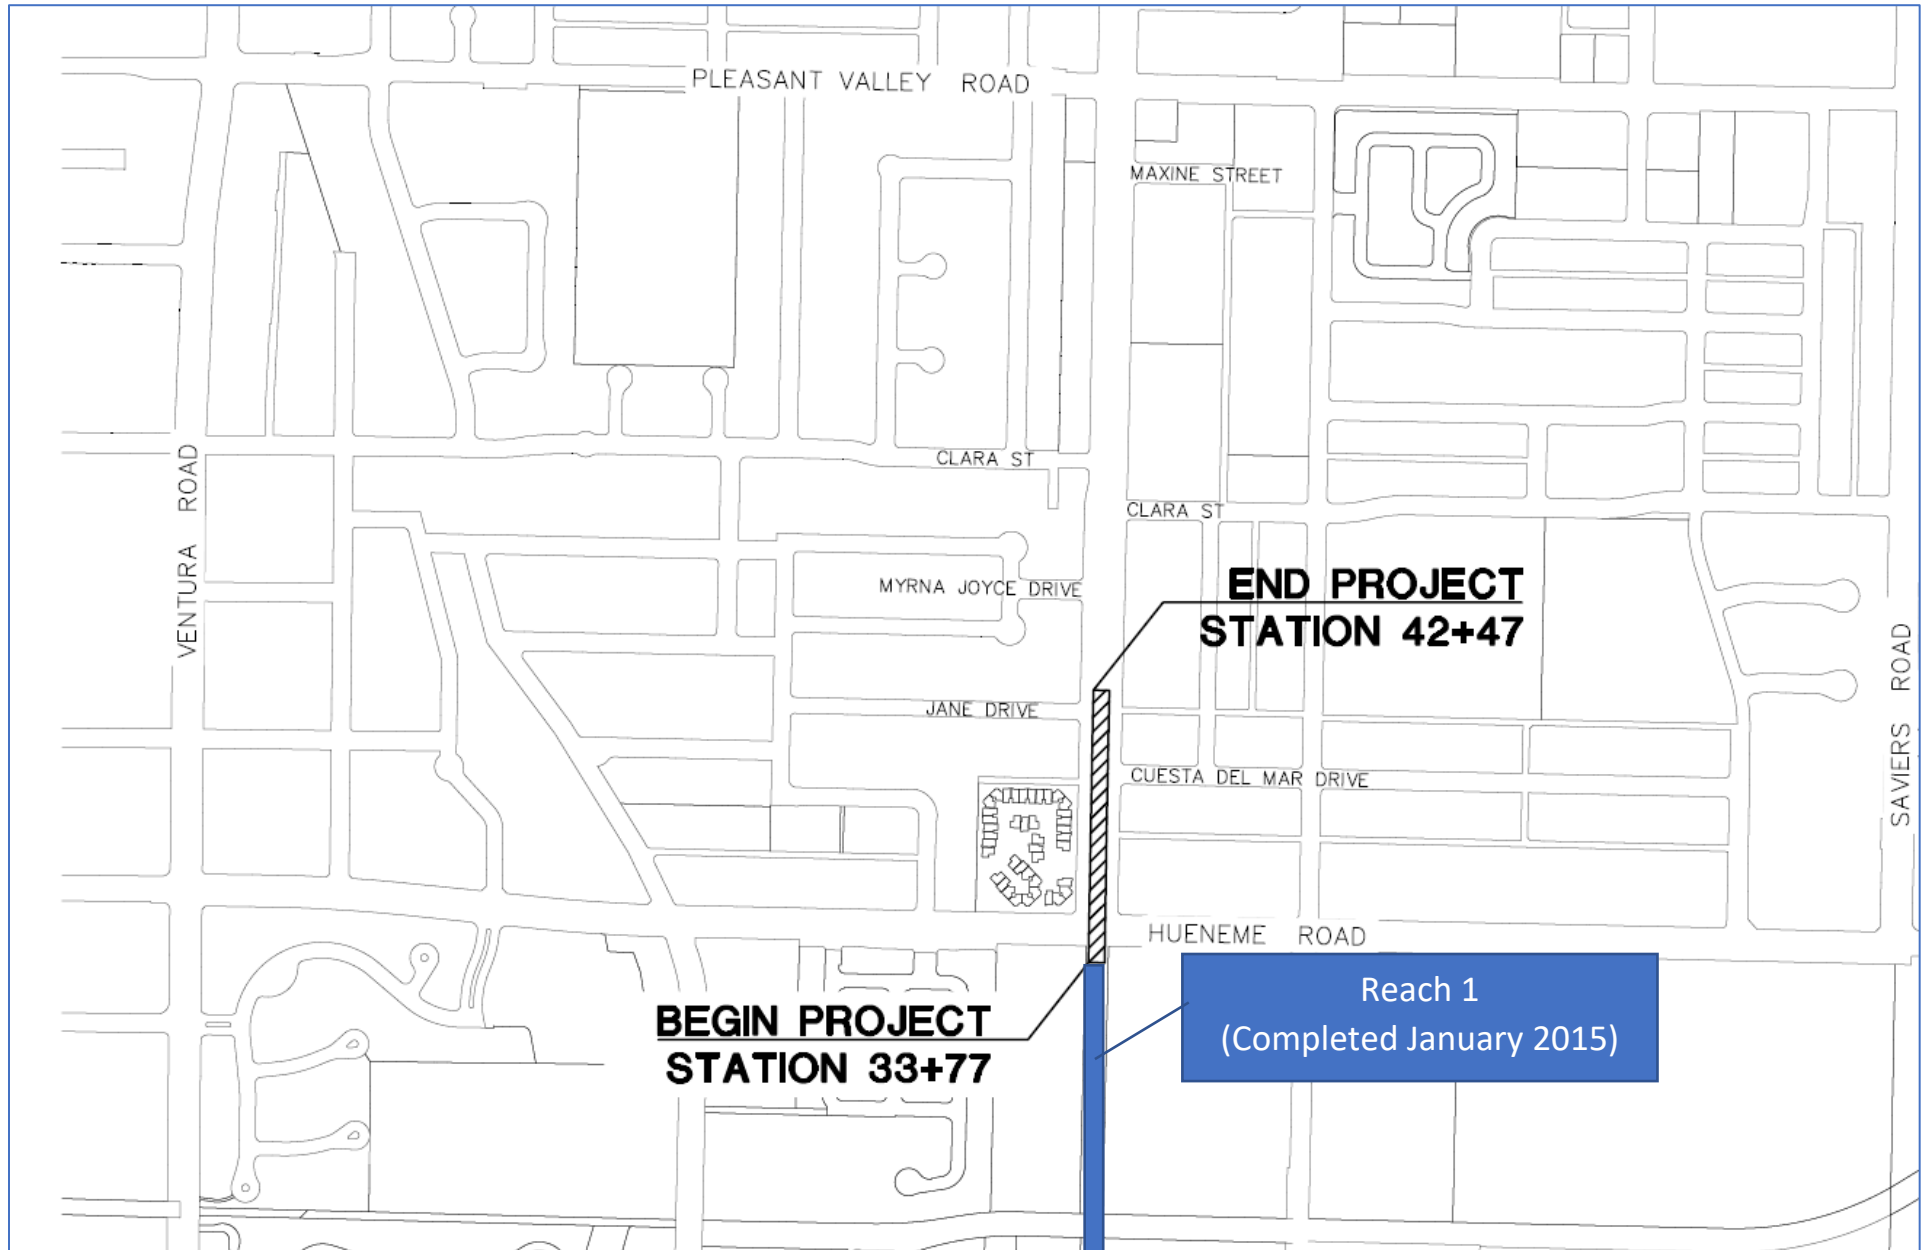 PLEASANT VALLEY ROAD
MAXINE STREET
CLARA ST
CLARA ST
VENTURA ROAD
MYRNA JOYCE DRIVE
END PROJECT
STATION 42+47
JANE DRIVE
SAVIERS ROAD
CUESTA DEL MAR DRIVE
HUENEME ROAD
BEGIN PROJECT
STATION 33+77
Reach 1
(Completed January 2015)